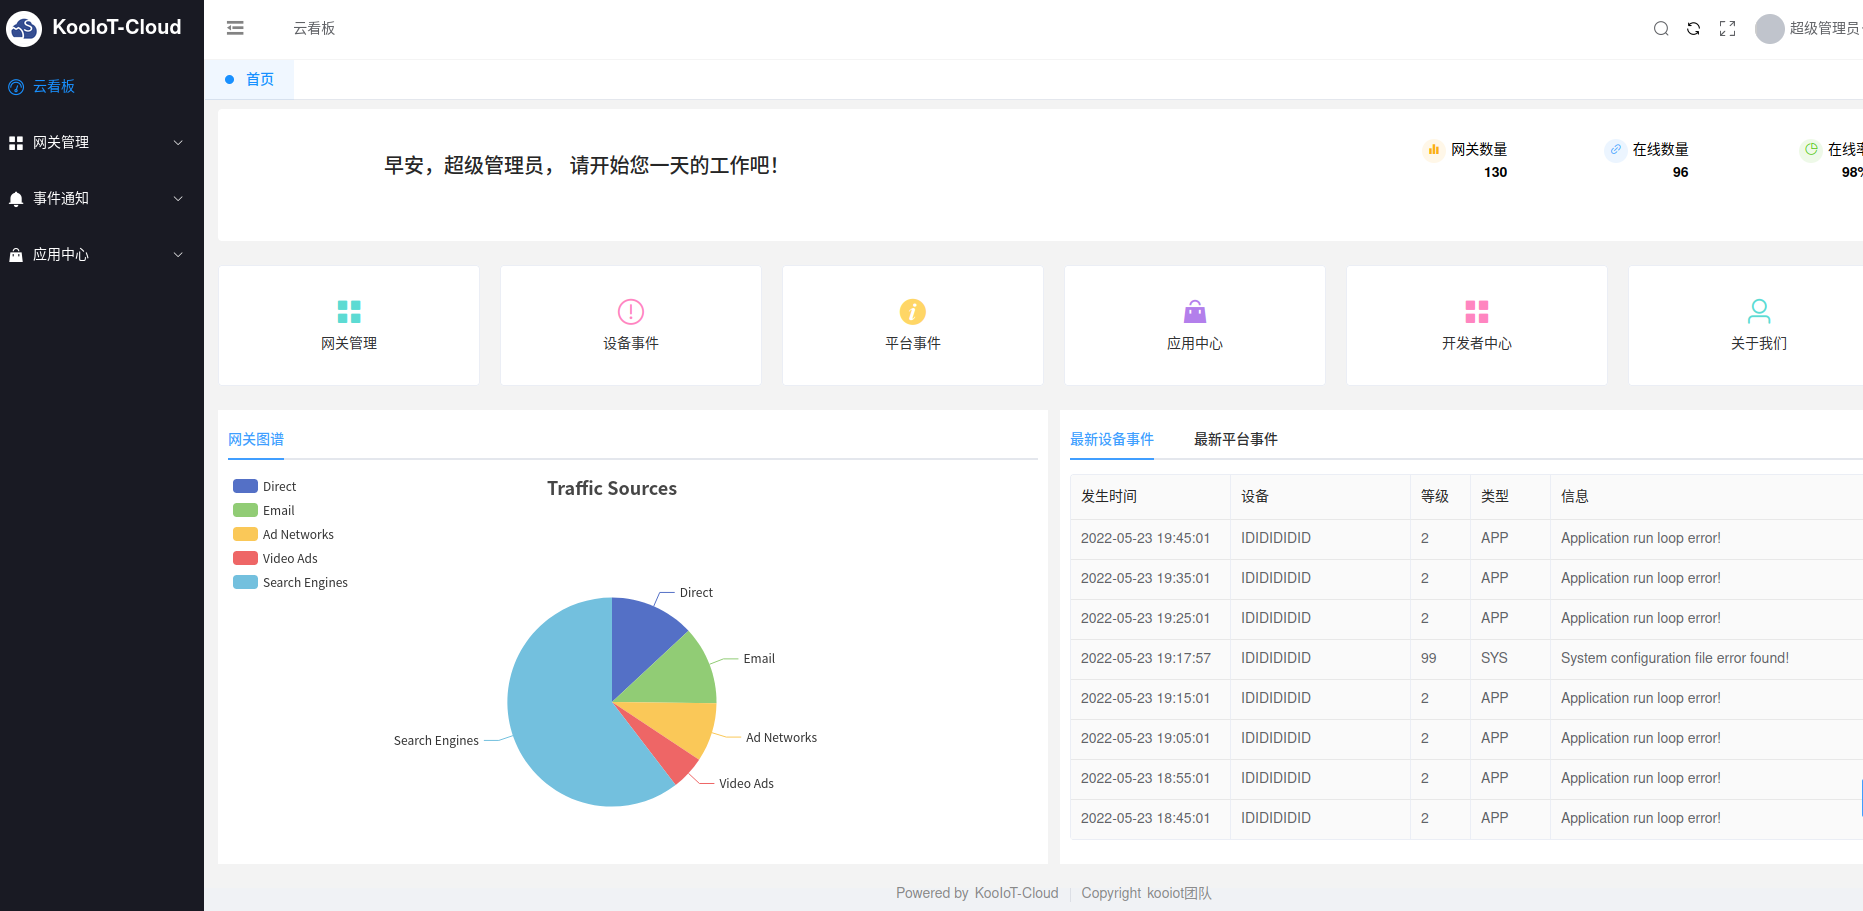 KooIoT-Cloud
云看板
网关管理
事件通知
应用中心
云看板
超级管理员
首页
早安，超级管理员， 请开始您一天的工作吧！
网关数量
130
在线数量
96
在线率
98%
网关管理
设备事件
平台事件
应用中心
开发者中心
关于我们
网关图谱
Traffic Sources
Direct
Email
Ad Networks
Video Ads
Search Engines
Direct
Email
Ad Networks
Video Ads
Search Engines
最新设备事件 最新平台事件
发生时间 设备 等级 类型 信息
2022-05-23 19:45:01 IDIDIDIDID 2 APP Application run loop error!
2022-05-23 19:35:01 IDIDIDIDID 2 APP Application run loop error!
2022-05-23 19:25:01 IDIDIDIDID 2 APP Application run loop error!
2022-05-23 19:17:57 IDIDIDIDID 99 SYS System configuration file error found!
2022-05-23 19:15:01 IDIDIDIDID 2 APP Application run loop error!
2022-05-23 19:05:01 IDIDIDIDID 2 APP Application run loop error!
2022-05-23 18:55:01 IDIDIDIDID 2 APP Application run loop error!
2022-05-23 18:45:01 IDIDIDIDID 2 APP Application run loop error!
Powered by KooIoT-Cloud | Copyright kooiot团队